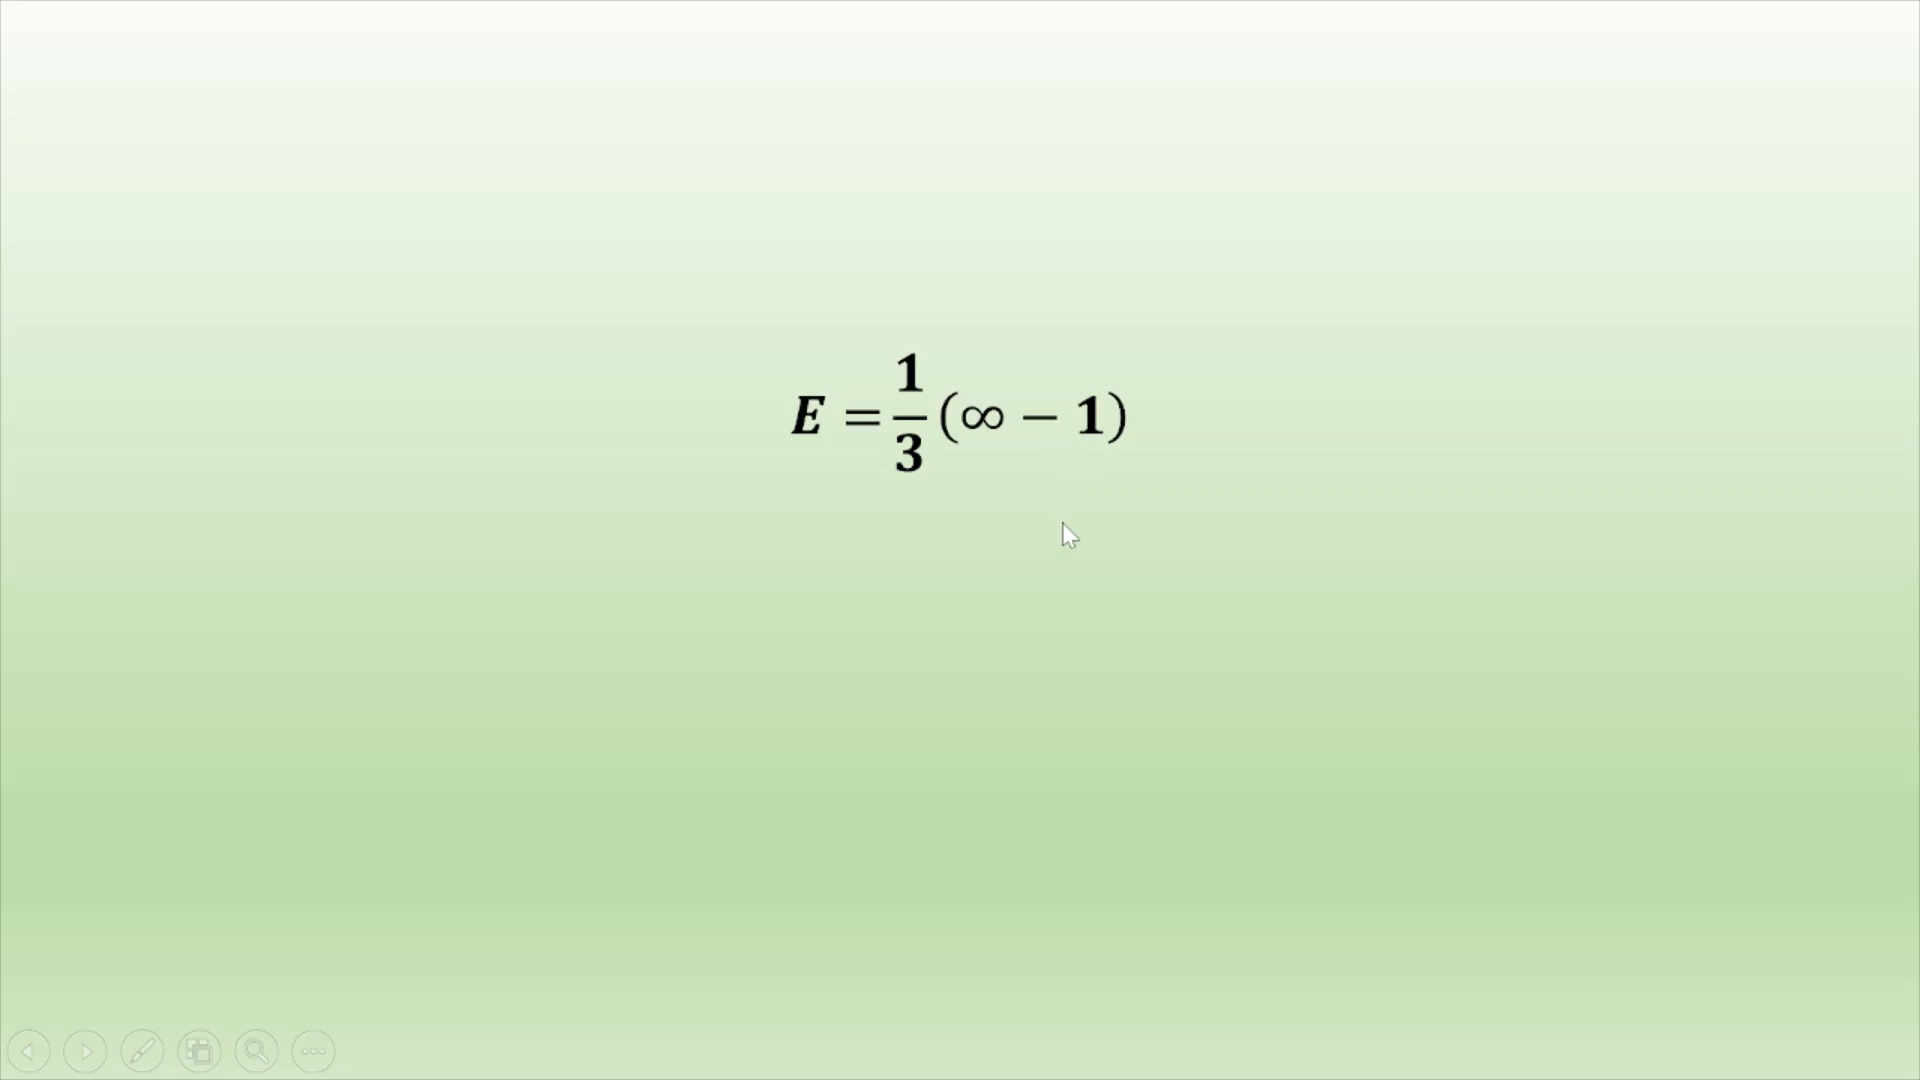 E = 1/3 (∞ − 1)